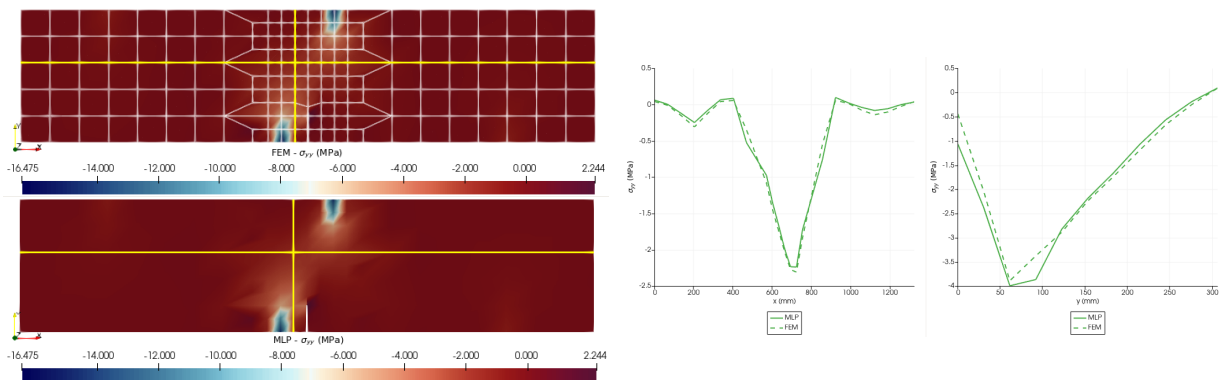 FEM - σyy (MPa)
-16.475 -14.000 -12.000 -10.000 -8.000 -6.000 -4.000 -2.000 0.000 2.244
MLP - σyy (MPa)
-16.475 -14.000 -12.000 -10.000 -8.000 -6.000 -4.000 -2.000 0.000 2.244
0.5
0
-0.5
-1
-1.5
-2
-2.5
σyy (MPa)
0 200 400 600 800 1000 1200
x (mm)
MLP
FEM
0.5
0
-0.5
-1
-1.5
-2
-2.5
-3
-3.5
-4
σyy (MPa)
0 50 100 150 200 250 300
y (mm)
MLP
FEM